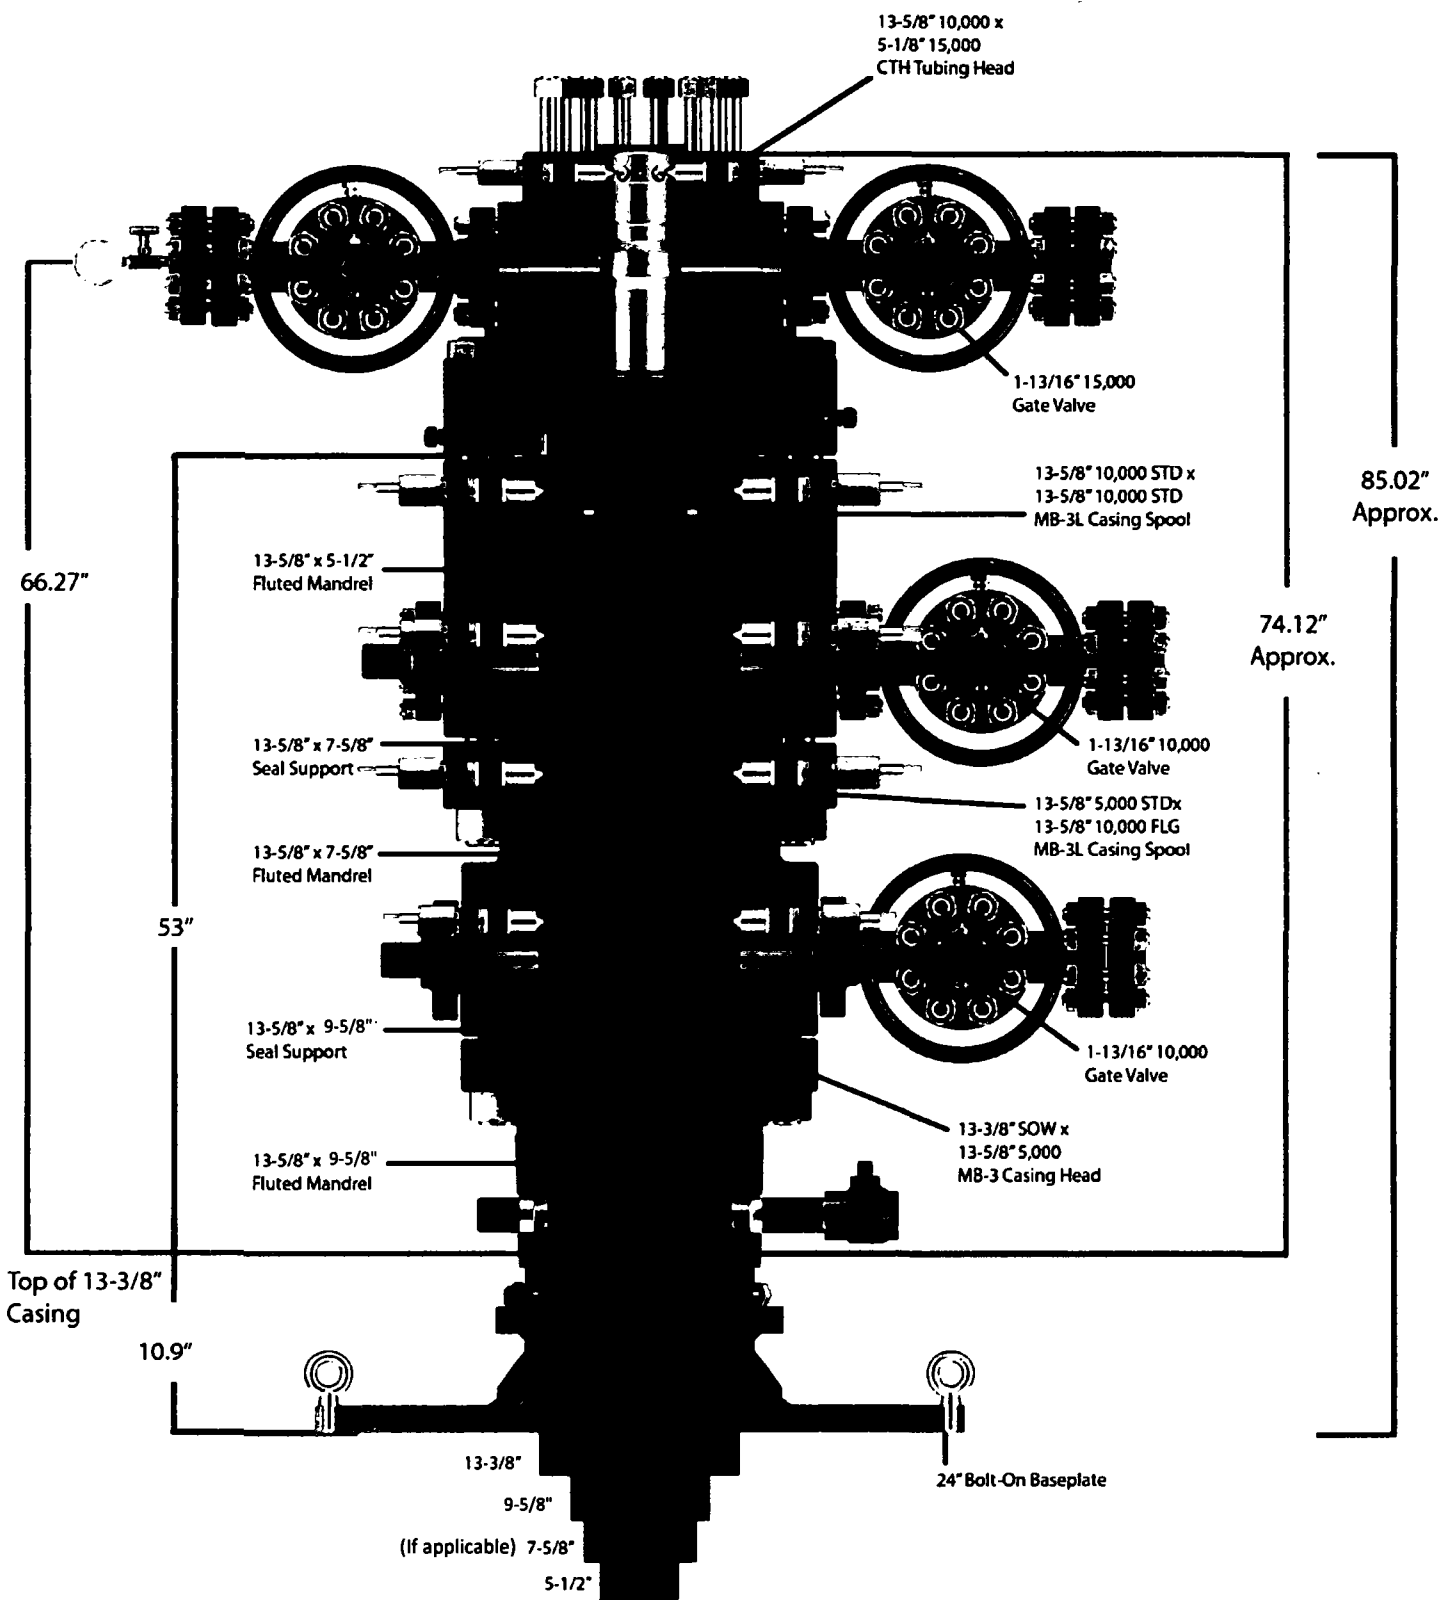 13-5/8" 10,000 x
5-1/8" 15,000
CTH Tubing Head
1-13/16" 15,000
Gate Valve
13-5/8" 10,000 STD x
13-5/8" 10,000 STD
MB-3L Casing Spool
85.02"
Approx.
13-5/8" x 5-1/2"
Fluted Mandrel
66.27"
74.12"
Approx.
13-5/8" x 7-5/8"
Seal Support
1-13/16" 10,000
Gate Valve
13-5/8" 5,000 STDx
13-5/8" 10,000 FLG
MB-3L Casing Spool
13-5/8" x 7-5/8"
Fluted Mandrel
53"
13-5/8" x 9-5/8"
Seal Support
1-13/16" 10,000
Gate Valve
13-3/8" SOW x
13-5/8" 5,000
MB-3 Casing Head
13-5/8" x 9-5/8"
Fluted Mandrel
Top of 13-3/8"
Casing
10.9"
13-3/8"
24" Bolt-On Baseplate
9-5/8"
(If applicable) 7-5/8"
5-1/2"